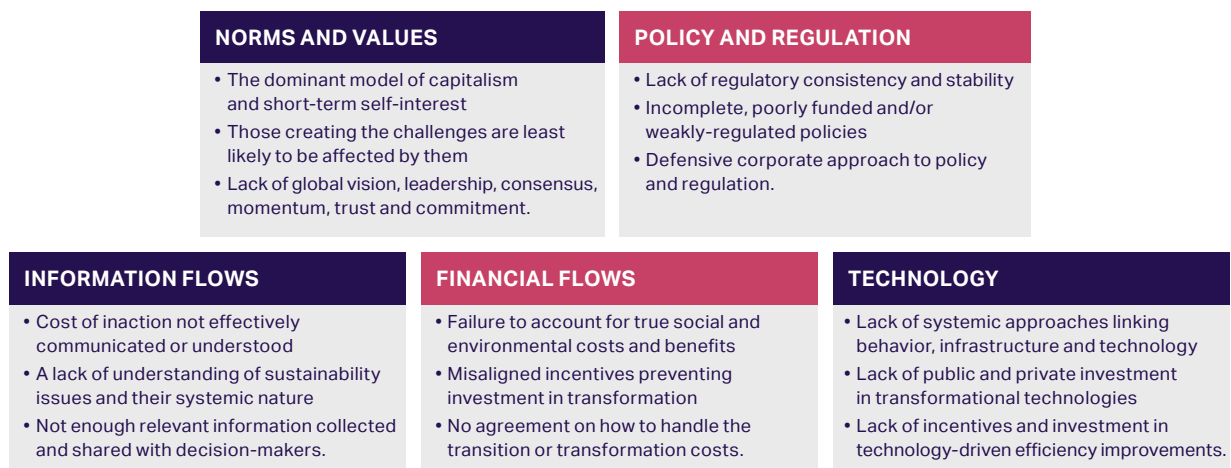 NORMS AND VALUES
• The dominant model of capitalism
and short-term self-interest
• Those creating the challenges are least
likely to be affected by them
• Lack of global vision, leadership, consensus,
momentum, trust and commitment.
POLICY AND REGULATION
• Lack of regulatory consistency and stability
• Incomplete, poorly funded and/or
weakly-regulated policies
• Defensive corporate approach to policy
and regulation.
INFORMATION FLOWS
• Cost of inaction not effectively
communicated or understood
• A lack of understanding of sustainability
issues and their systemic nature
• Not enough relevant information collected
and shared with decision-makers.
FINANCIAL FLOWS
• Failure to account for true social and
environmental costs and benefits
• Misaligned incentives preventing
investment in transformation
• No agreement on how to handle the
transition or transformation costs.
TECHNOLOGY
• Lack of systemic approaches linking
behavior, infrastructure and technology
• Lack of public and private investment
in transformational technologies
• Lack of incentives and investment in
technology-driven efficiency improvements.